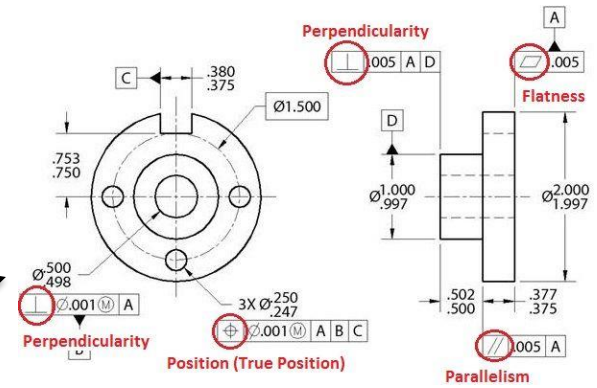 Perpendicularity
⊥ .005 A D
A
⏥ .005
Flatness
C
.380
.375
Ø1.500
D
.753
.750
Ø1.000
.997
Ø2.000
1.997
Ø.500
.498
⊥ Ø.001 Ⓜ A
Perpendicularity
3X Ø.250
.247
⌖ Ø.001 Ⓜ A B C
Position (True Position)
.502
.500
.377
.375
// .005 A
Parallelism